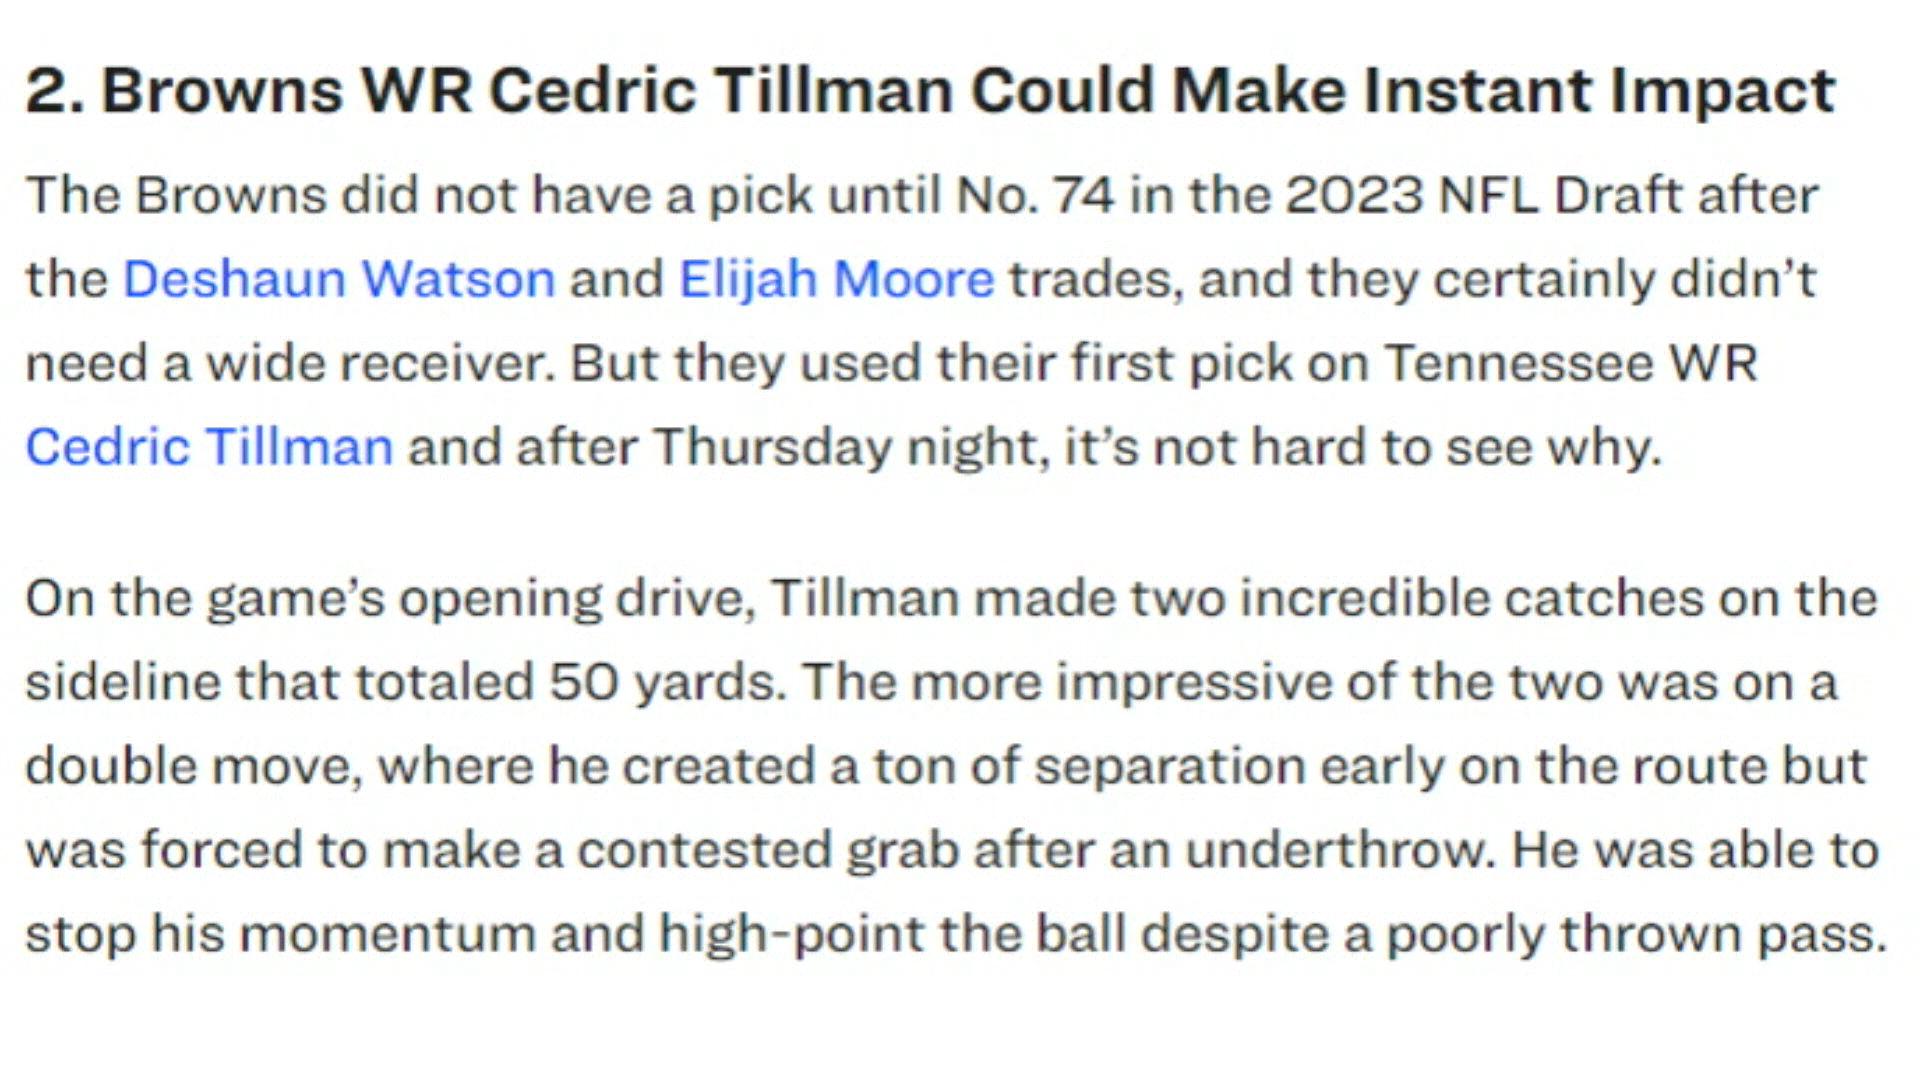 2. Browns WR Cedric Tillman Could Make Instant Impact
The Browns did not have a pick until No. 74 in the 2023 NFL Draft after
the Deshaun Watson and Elijah Moore trades, and they certainly didn’t
need a wide receiver. But they used their first pick on Tennessee WR
Cedric Tillman and after Thursday night, it’s not hard to see why.
On the game’s opening drive, Tillman made two incredible catches on the
sideline that totaled 50 yards. The more impressive of the two was on a
double move, where he created a ton of separation early on the route but
was forced to make a contested grab after an underthrow. He was able to
stop his momentum and high-point the ball despite a poorly thrown pass.